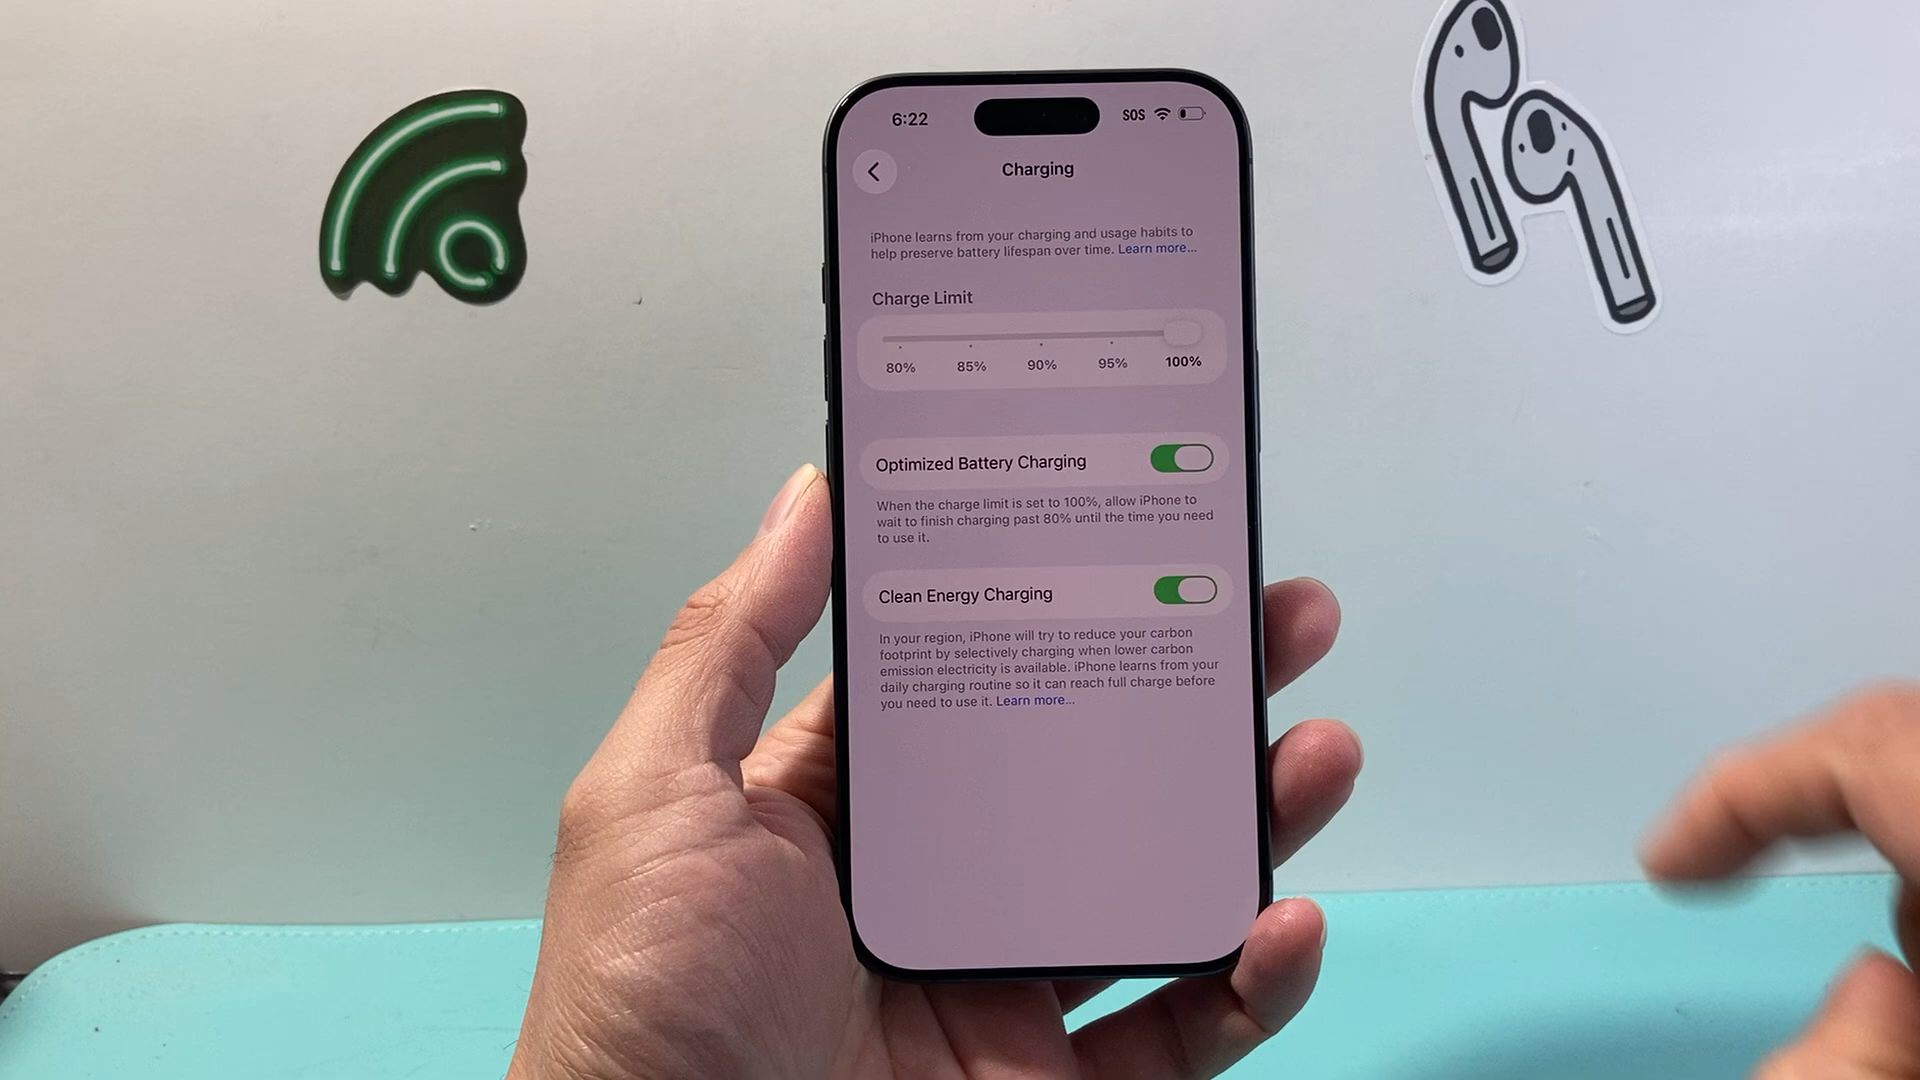 6:22 SOS
Charging
iPhone learns from your charging and usage habits to
help preserve battery lifespan over time. Learn more...
Charge Limit
80% 85% 90% 95% 100%
Optimized Battery Charging
When the charge limit is set to 100%, allow iPhone to
wait to finish charging past 80% until the time you need
to use it.
Clean Energy Charging
In your region, iPhone will try to reduce your carbon
footprint by selectively charging when lower carbon
emission electricity is available. iPhone learns from your
daily charging routine so it can reach full charge before
you need to use it. Learn more...